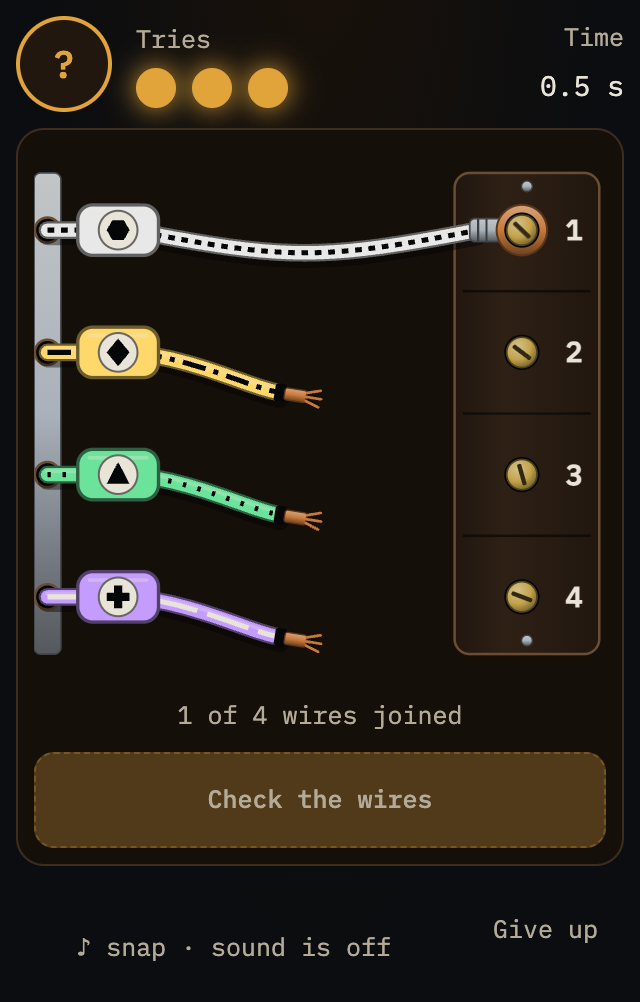 ?
Tries
Time
0.5 s
1
2
3
4
1 of 4 wires joined
Check the wires
Give up
♪ snap · sound is off